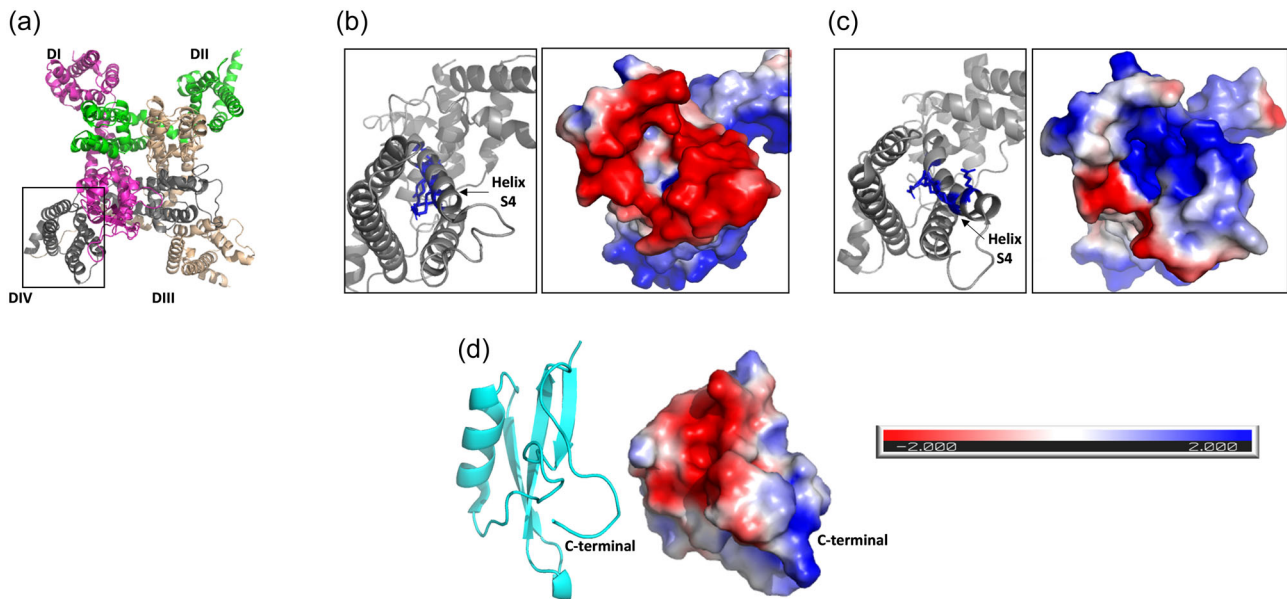 (a)
DI
DII
DIV
DIII
(b)
Helix
S4
(c)
Helix
S4
(d)
C-terminal
C-terminal
-2.000
2.000